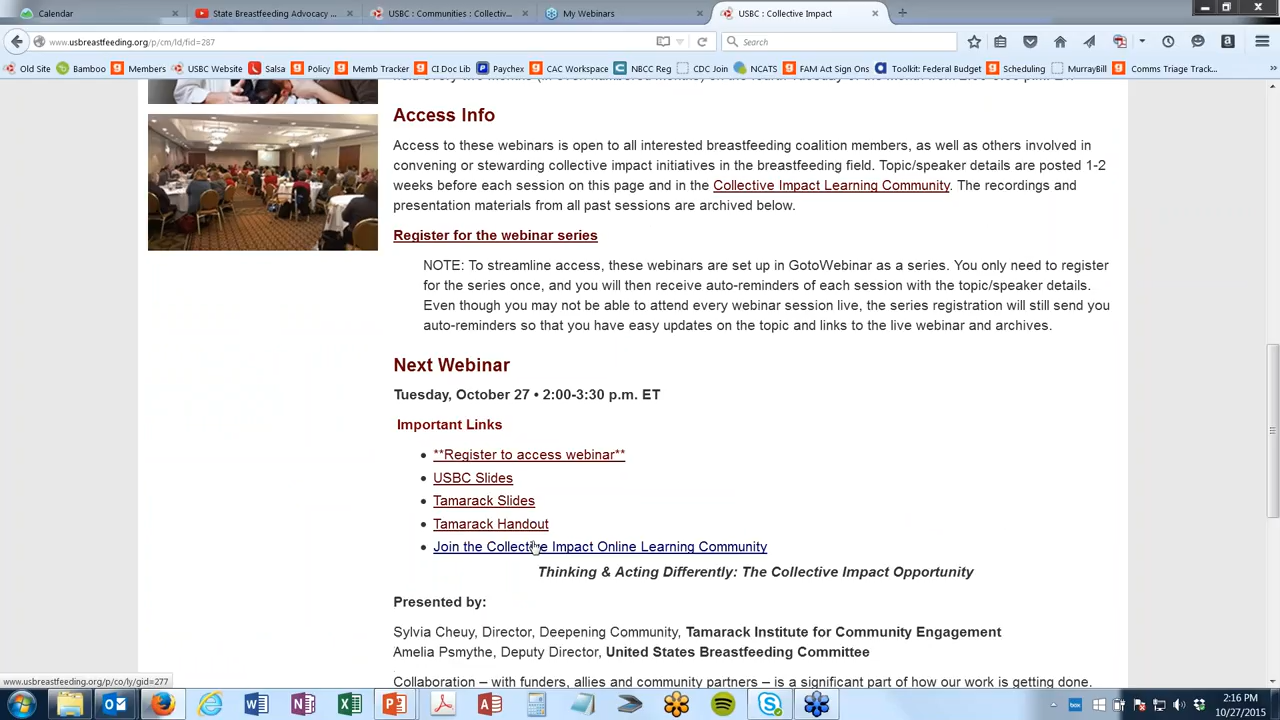 Calendar
State Breastfeeding Advocacy ...
USBC : Communities : Collectiv...
My Webinars
USBC : Collective Impact
www.usbreastfeeding.org/p/cm/ld/fid=287
Search
Old Site
Bamboo
Members
USBC Website
Salsa
Policy
Memb Tracker
CI Doc Lib
Paychex
CAC Workspace
NBCC Reg
CDC Join
NCATS
FAM Act Sign Ons
Toolkit: Federal Budget
Scheduling
MurrayBill
Comms Timeline Track...
Access Info
Access to these webinars is open to all interested breastfeeding coalition members, as well as others involved in
convening or stewarding collective impact initiatives in the breastfeeding field. Topic/speaker details are posted 1-2
weeks before each session on this page and in the Collective Impact Learning Community. The recordings and
presentation materials from all past sessions are archived below.
Register for the webinar series
NOTE: To streamline access, these webinars are set up in GotoWebinar as a series. You only need to register
for the series once, and you will then receive auto-reminders of each session with the topic/speaker details.
Even though you may not be able to attend every webinar session live, the series registration will still send you
auto-reminders so that you have easy updates on the topic and links to the live webinar and archives.
Next Webinar
Tuesday, October 27 • 2:00-3:30 p.m. ET
Important Links
• **Register to access webinar**
• USBC Slides
• Tamarack Slides
• Tamarack Handout
• Join the Collective Impact Online Learning Community
Thinking & Acting Differently: The Collective Impact Opportunity
Presented by:
Sylvia Cheuy, Director, Deepening Community, Tamarack Institute for Community Engagement
Amelia Psmythe, Deputy Director, United States Breastfeeding Committee
Collaboration – with funders, allies and community partners – is a significant part of how our work is getting done.
www.usbreastfeeding.org/p/co/ly/gid=277
2:16 PM
10/27/2015